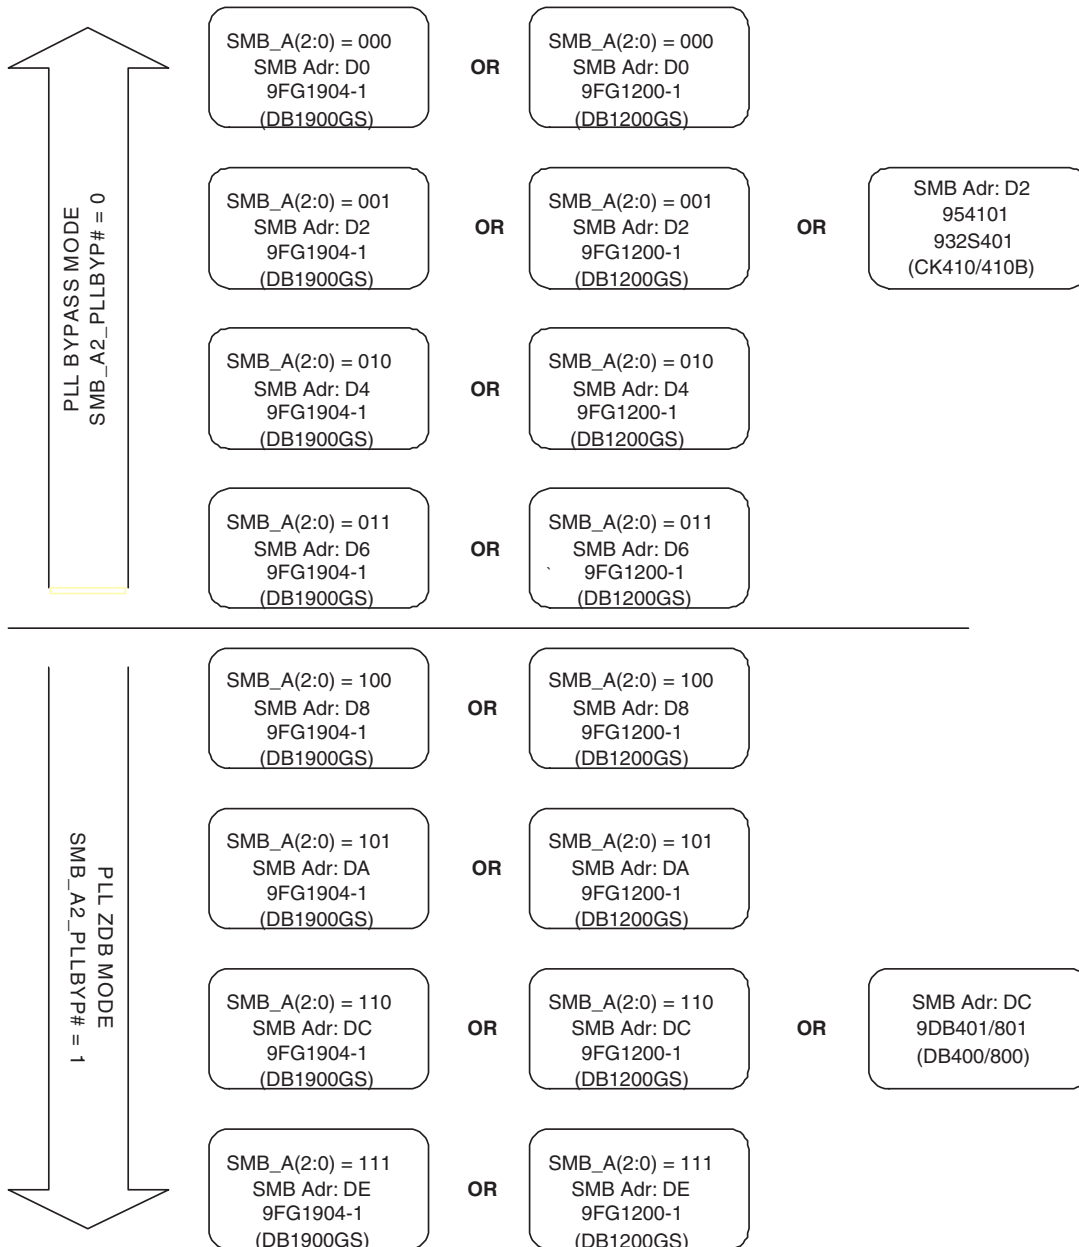 PLL BYPASS MODE
SMB_A2_PLLBYP# = 0
SMB_A(2:0) = 000
SMB Adr: D0
9FG1904-1
(DB1900GS)
OR
SMB_A(2:0) = 000
SMB Adr: D0
9FG1200-1
(DB1200GS)
SMB_A(2:0) = 001
SMB Adr: D2
9FG1904-1
(DB1900GS)
OR
SMB_A(2:0) = 001
SMB Adr: D2
9FG1200-1
(DB1200GS)
OR
SMB Adr: D2
954101
932S401
(CK410/410B)
SMB_A(2:0) = 010
SMB Adr: D4
9FG1904-1
(DB1900GS)
OR
SMB_A(2:0) = 010
SMB Adr: D4
9FG1200-1
(DB1200GS)
SMB_A(2:0) = 011
SMB Adr: D6
9FG1904-1
(DB1900GS)
OR
SMB_A(2:0) = 011
SMB Adr: D6
` 9FG1200-1
(DB1200GS)
PLL ZDB MODE
SMB_A2_PLLBYP# = 1
SMB_A(2:0) = 100
SMB Adr: D8
9FG1904-1
(DB1900GS)
OR
SMB_A(2:0) = 100
SMB Adr: D8
9FG1200-1
(DB1200GS)
SMB_A(2:0) = 101
SMB Adr: DA
9FG1904-1
(DB1900GS)
OR
SMB_A(2:0) = 101
SMB Adr: DA
9FG1200-1
(DB1200GS)
SMB_A(2:0) = 110
SMB Adr: DC
9FG1904-1
(DB1900GS)
OR
SMB_A(2:0) = 110
SMB Adr: DC
9FG1200-1
(DB1200GS)
OR
SMB Adr: DC
9DB401/801
(DB400/800)
SMB_A(2:0) = 111
SMB Adr: DE
9FG1904-1
(DB1900GS)
OR
SMB_A(2:0) = 111
SMB Adr: DE
9FG1200-1
(DB1200GS)